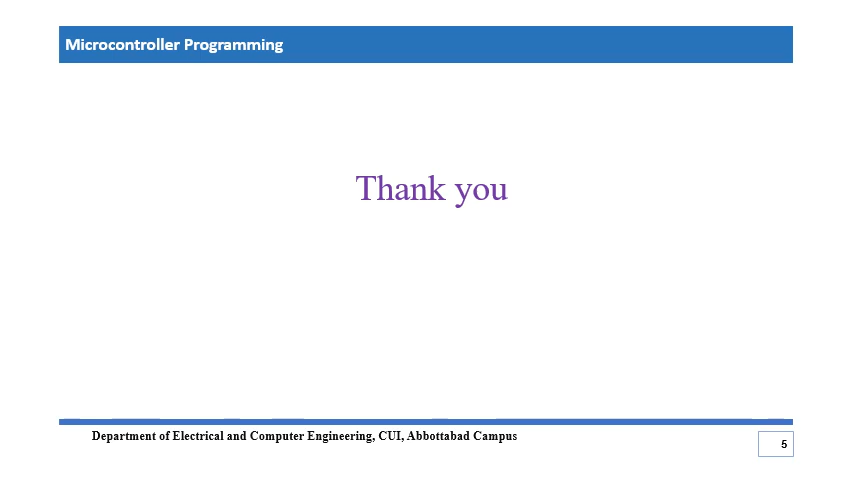 Microcontroller Programming
Thank you
Department of Electrical and Computer Engineering, CUI, Abbottabad Campus
5